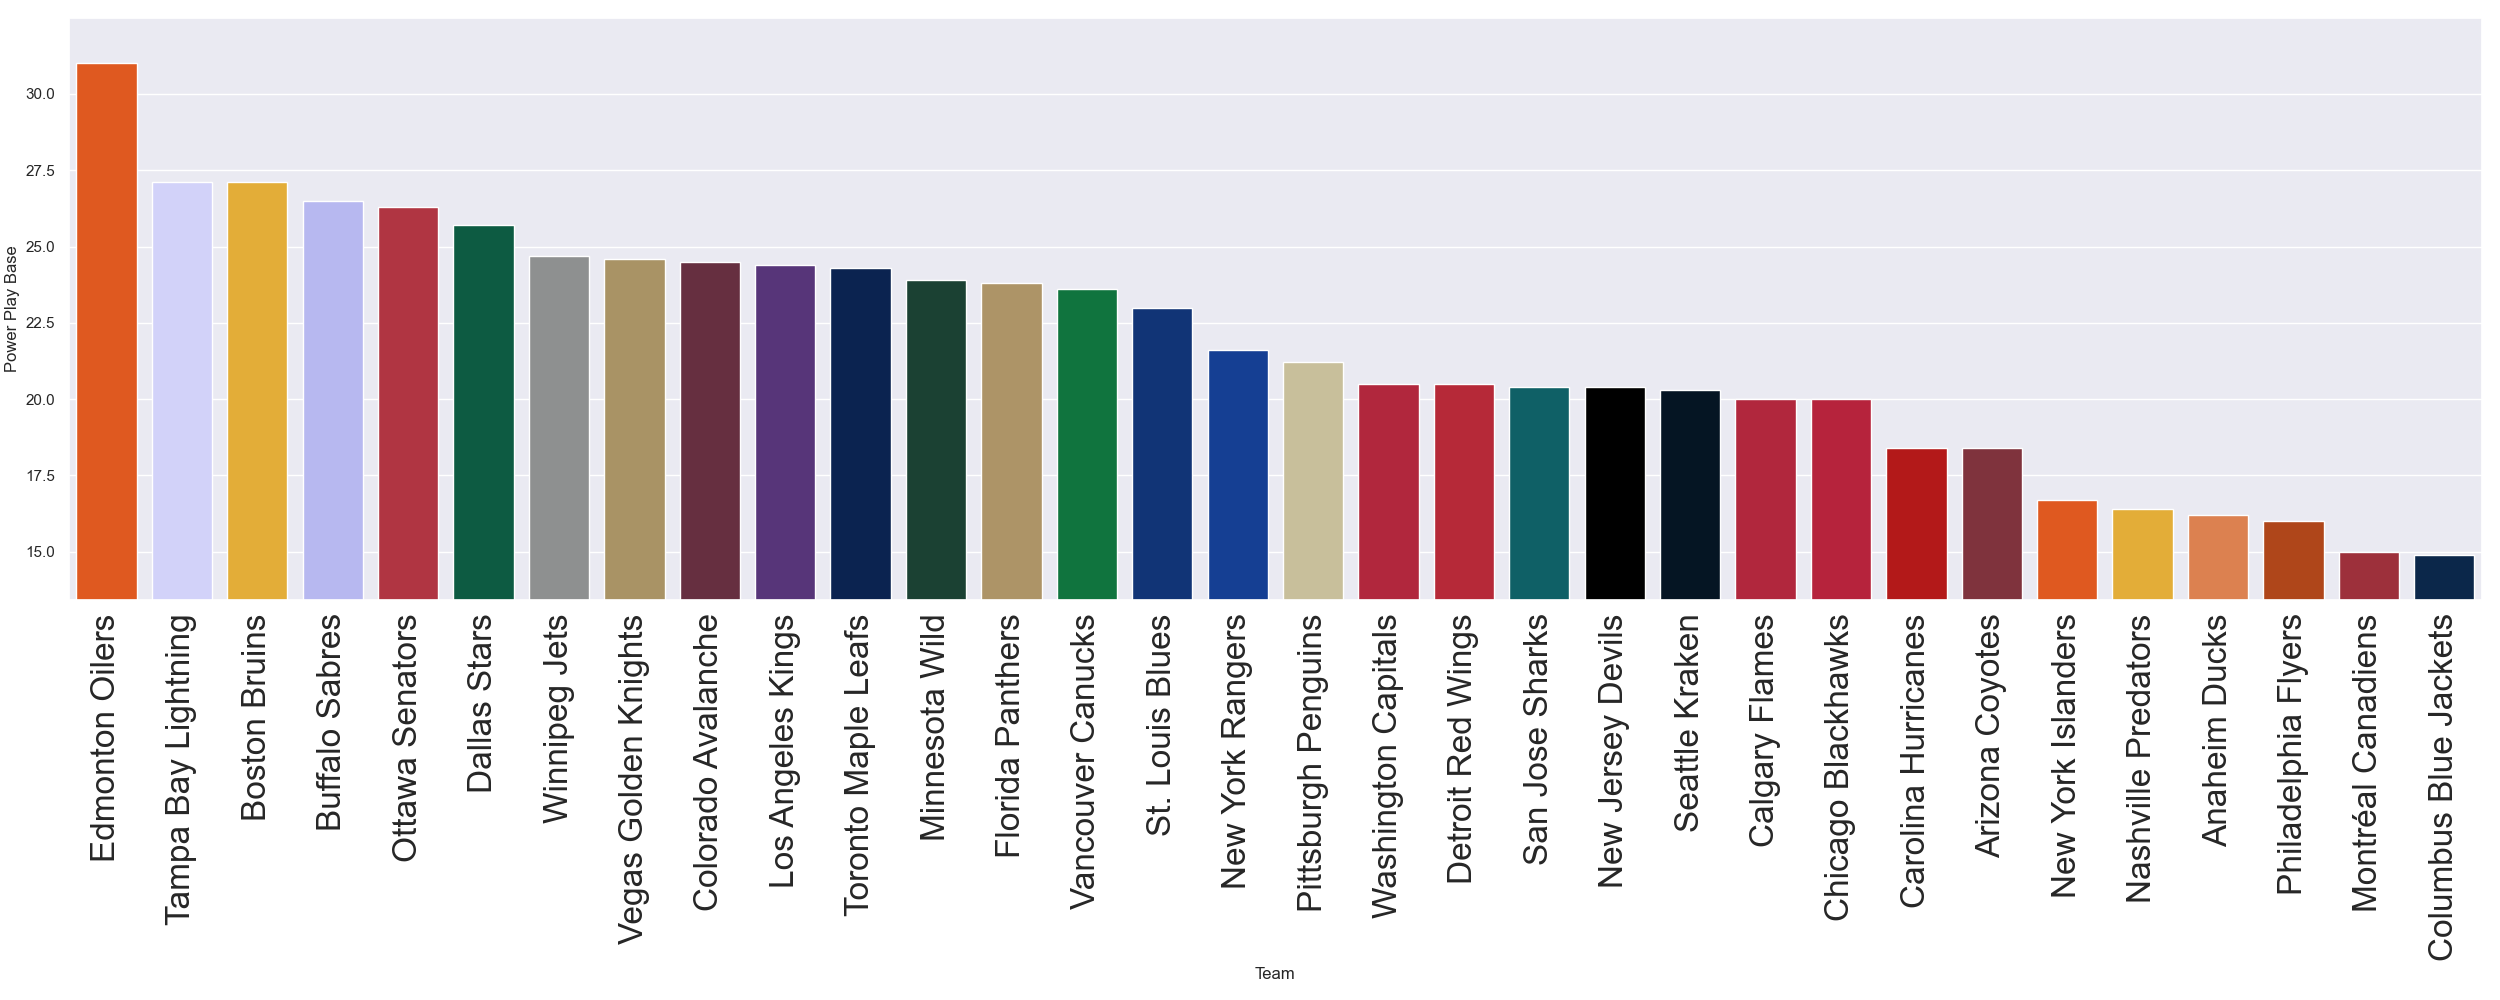 30.0
27.5
25.0
22.5
20.0
17.5
15.0
Power Play Base
Edmonton Oilers
Tampa Bay Lightning
Boston Bruins
Buffalo Sabres
Ottawa Senators
Dallas Stars
Winnipeg Jets
Vegas Golden Knights
Colorado Avalanche
Los Angeles Kings
Toronto Maple Leafs
Minnesota Wild
Florida Panthers
Vancouver Canucks
St. Louis Blues
New York Rangers
Pittsburgh Penguins
Washington Capitals
Detroit Red Wings
San Jose Sharks
New Jersey Devils
Seattle Kraken
Calgary Flames
Chicago Blackhawks
Carolina Hurricanes
Arizona Coyotes
New York Islanders
Nashville Predators
Anaheim Ducks
Philadelphia Flyers
Montréal Canadiens
Columbus Blue Jackets
Team